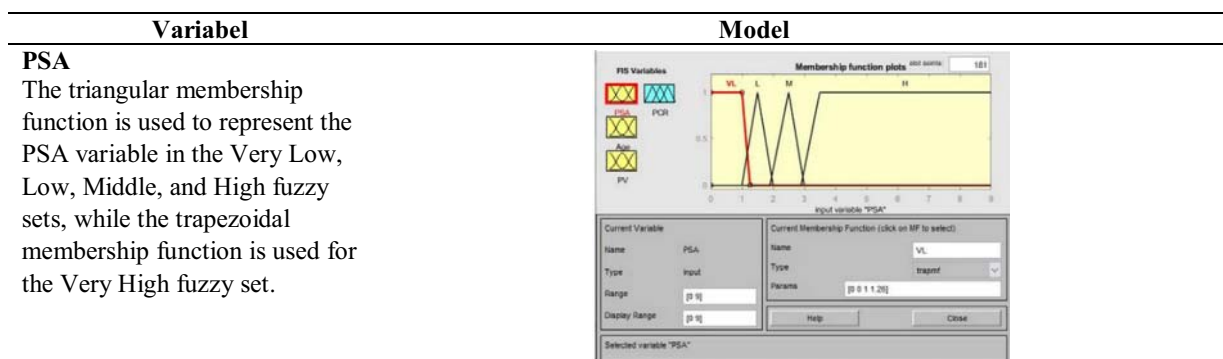 Variabel Model
PSA
The triangular membership
function is used to represent the
PSA variable in the Very Low,
Low, Middle, and High fuzzy
sets, while the trapezoidal
membership function is used for
the Very High fuzzy set.
FIS Variables
PSA
PCR
Age
PV
Membership function plots plot points: 181
VL L M H
1
0.5
0
0 1 2 3 4 5 6 7 8 9
input variable "PSA"
Current Variable
Name PSA
Type input
Range [0 9]
Display Range [0 9]
Current Membership Function (click on MF to select)
Name VL
Type trapmf
Params [0 0 1 1.26]
Help Close
Selected variable "PSA"